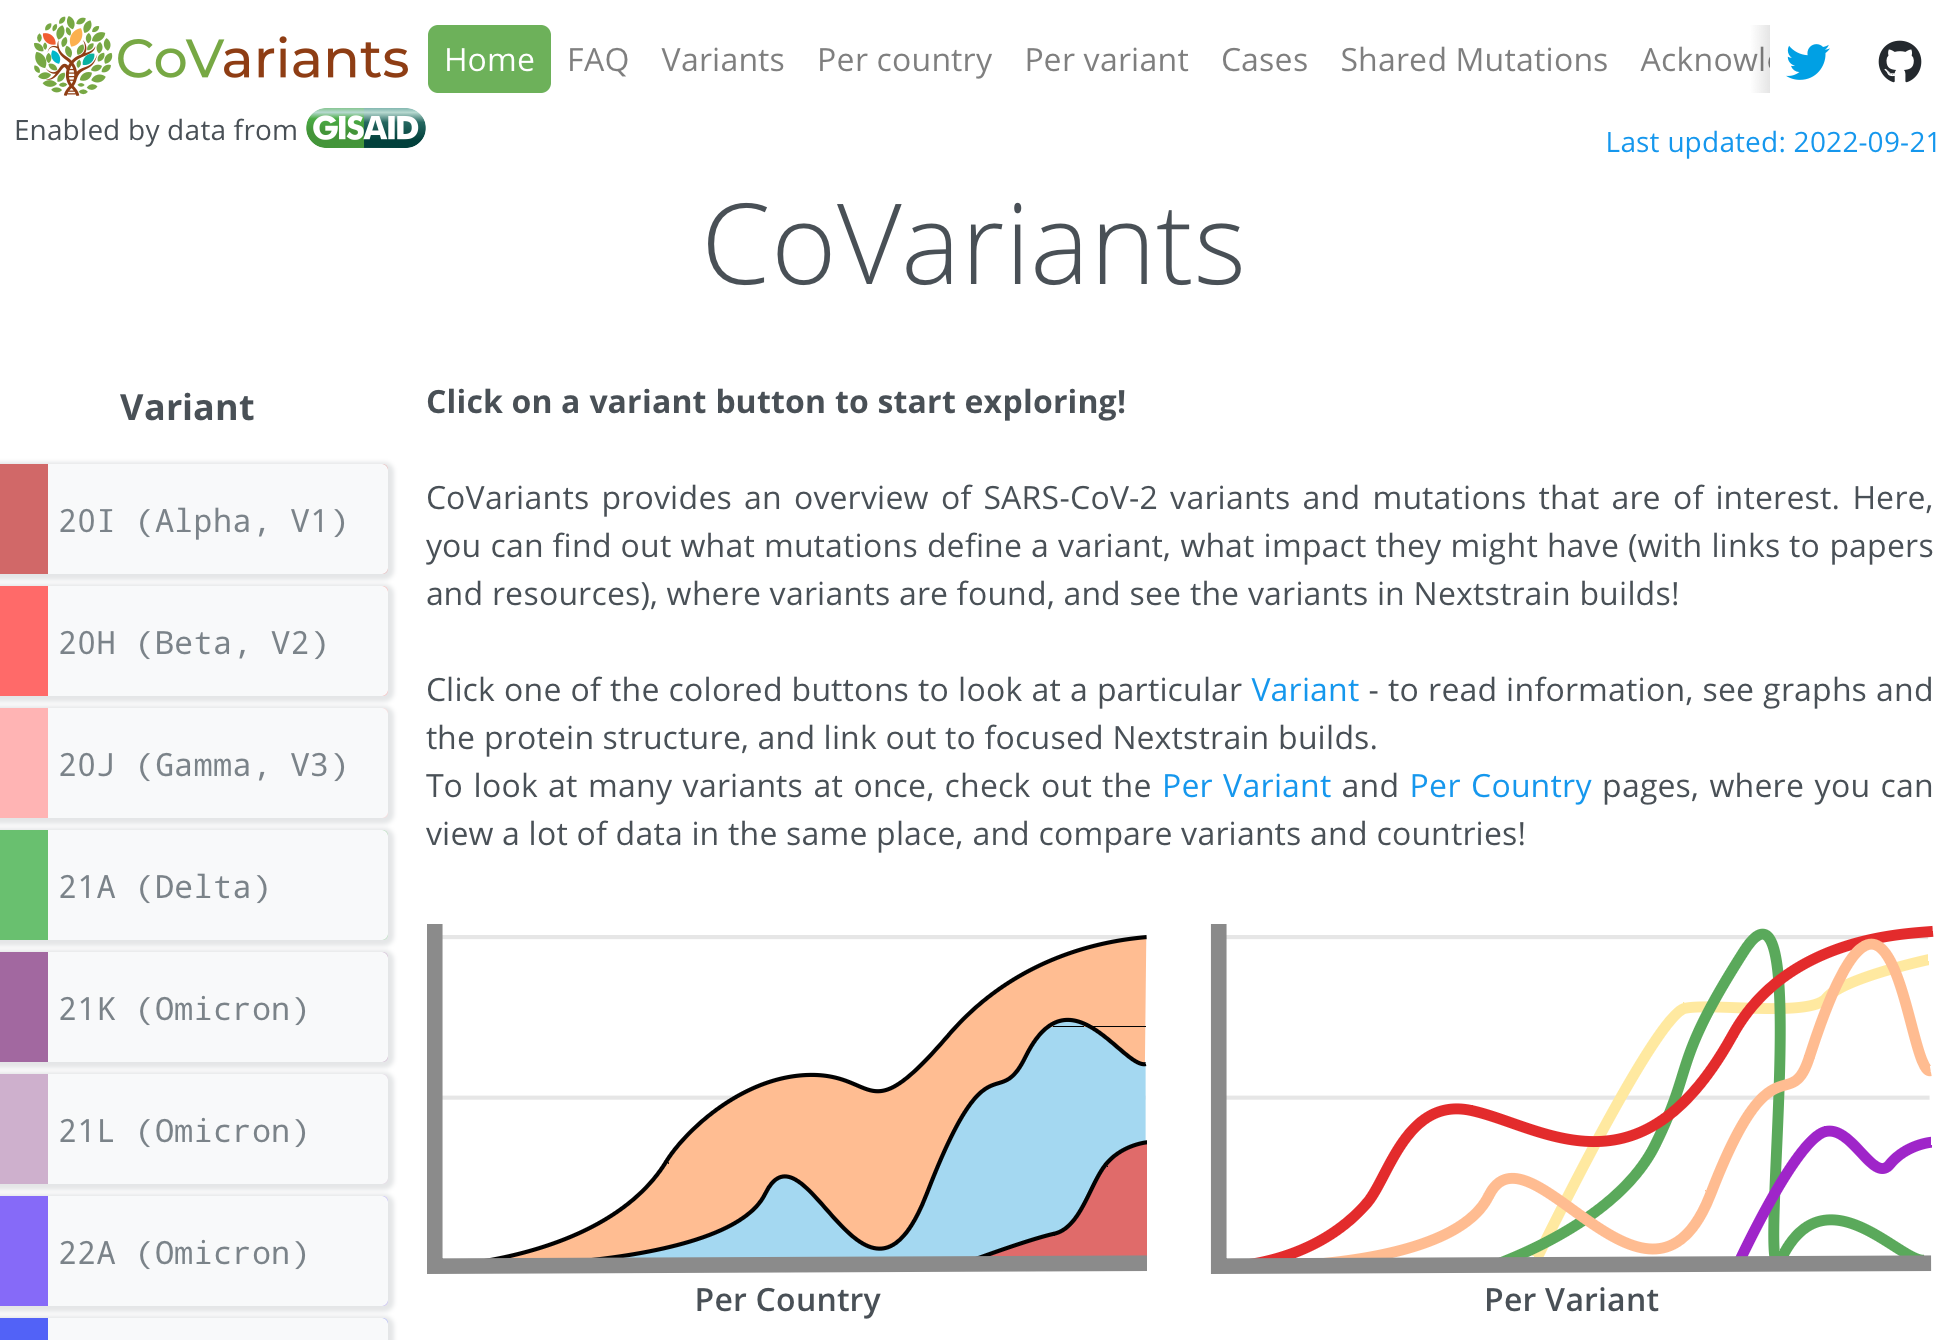 CoVariants
Home FAQ Variants Per country Per variant Cases Shared Mutations Acknowl
Enabled by data from GISAID
Last updated: 2022-09-21
CoVariants
Variant
20I (Alpha, V1)
20H (Beta, V2)
20J (Gamma, V3)
21A (Delta)
21K (Omicron)
21L (Omicron)
22A (Omicron)
Click on a variant button to start exploring!
CoVariants provides an overview of SARS-CoV-2 variants and mutations that are of interest. Here,
you can find out what mutations define a variant, what impact they might have (with links to papers
and resources), where variants are found, and see the variants in Nextstrain builds!
Click one of the colored buttons to look at a particular Variant - to read information, see graphs and
the protein structure, and link out to focused Nextstrain builds.
To look at many variants at once, check out the Per Variant and Per Country pages, where you can
view a lot of data in the same place, and compare variants and countries!
Per Country
Per Variant